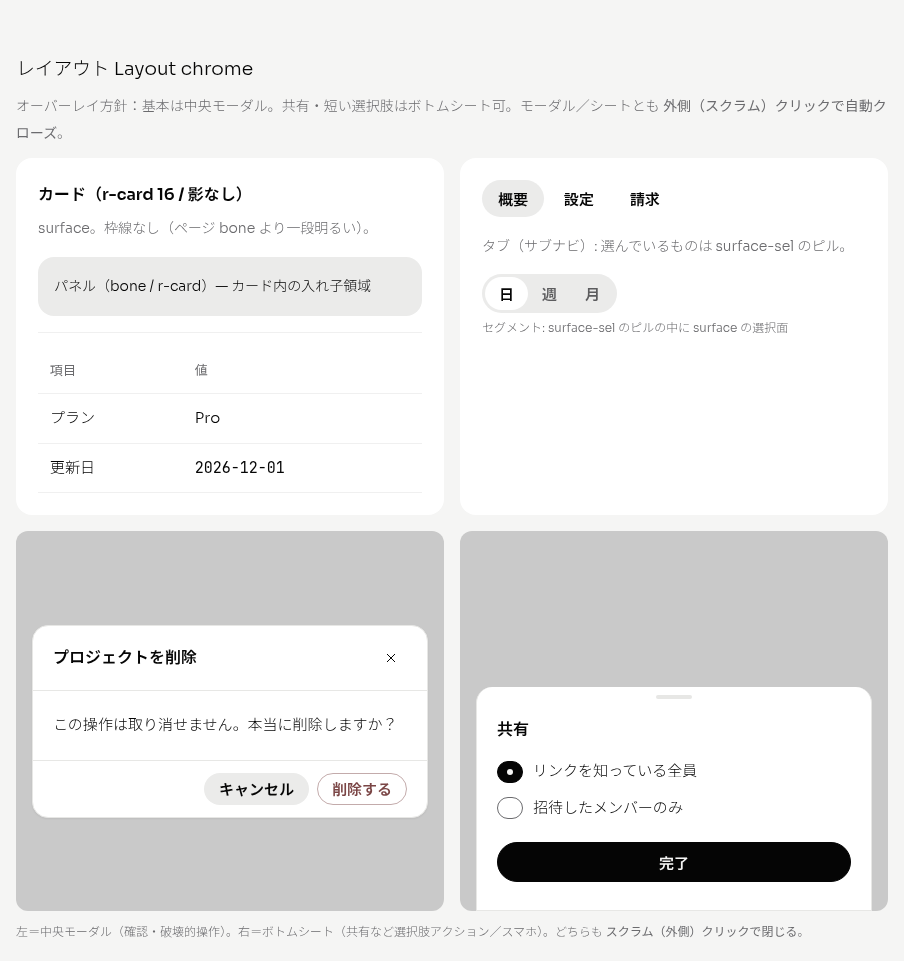 レイアウト Layout chrome
オーバーレイ方針：基本は中央モーダル。共有・短い選択肢はボトムシート可。モーダル／シートとも 外側（スクラム）クリックで自動ク
ローズ。
カード（r-card 16 / 影なし）
surface。枠線なし（ページ bone より一段明るい）。
パネル（bone / r-card）— カード内の入れ子領域
項目 値
プラン Pro
更新日 2026-12-01
概要 設定 請求
タブ（サブナビ）: 選んでいるものは surface-sel のピル。
日 週 月
セグメント: surface-sel のピルの中に surface の選択面
プロジェクトを削除 ×
この操作は取り消せません。本当に削除しますか？
キャンセル 削除する
共有
リンクを知っている全員
招待したメンバーのみ
完了
左＝中央モーダル（確認・破壊的操作）。右＝ボトムシート（共有など選択肢アクション／スマホ）。どちらも スクラム（外側）クリックで閉じる。